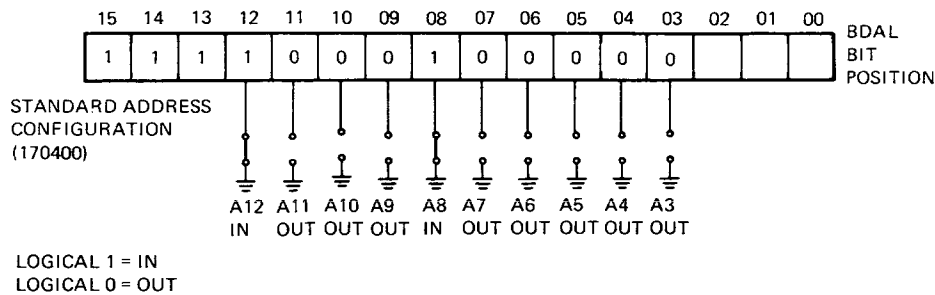 15 14 13 12 11 10 09 08 07 06 05 04 03 02 01 00
BDAL
BIT
POSITION
1 1 1 1 0 0 0 1 0 0 0 0 0
STANDARD ADDRESS
CONFIGURATION
(170400)
A12 A11 A10 A9 A8 A7 A6 A5 A4 A3
IN OUT OUT OUT IN OUT OUT OUT OUT OUT
LOGICAL 1 = IN
LOGICAL 0 = OUT